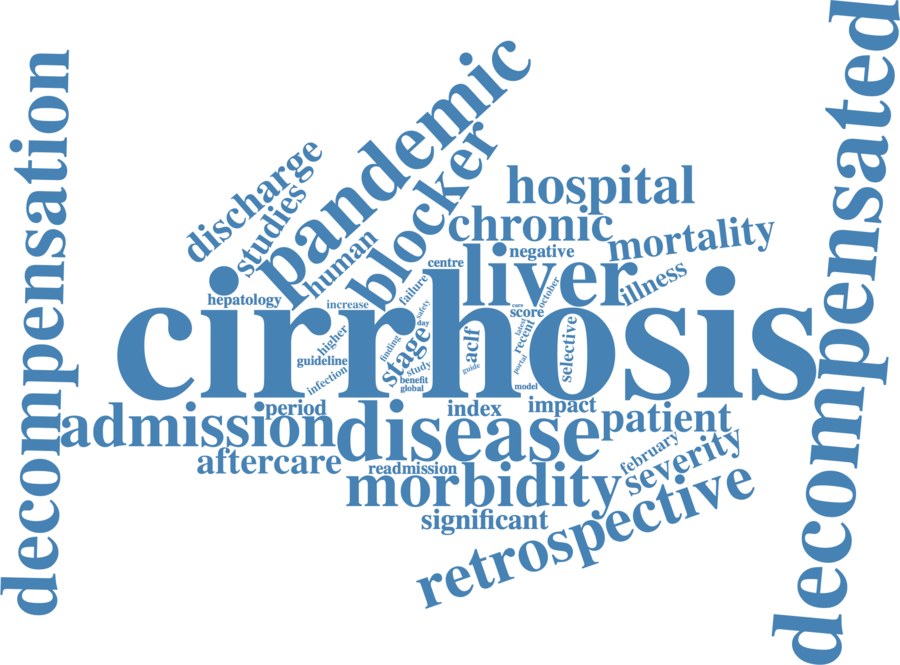 decompensation
decompensated
pandemic
discharge
studies
blocker
hospital
chronic
mortality
human
negative
centre
liver
illness
hepatology
increase
failure
safety
day
october
care
score
cirrhosis
higher
finding
stage
aclf
latest
recent
selective
guideline
study
guide
portal
infection
benefit
global
model
period
index
impact
admission
disease
patient
aftercare
readmission
february
severity
morbidity
significant
retrospective